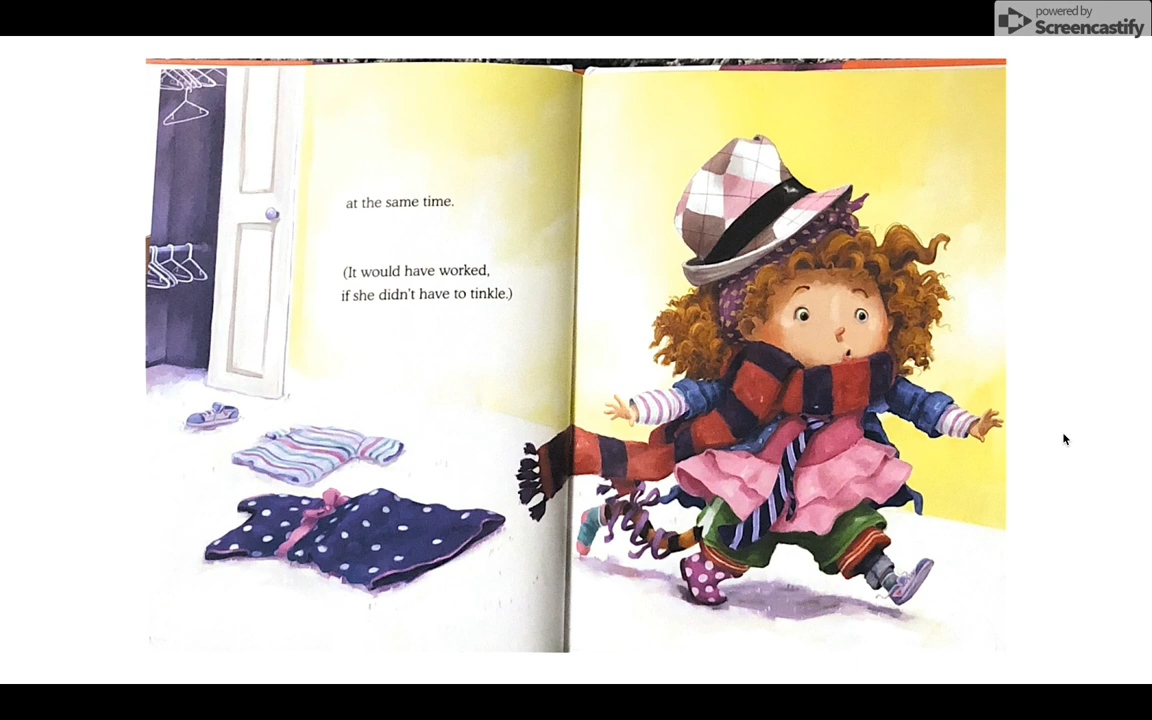 powered by
Screencastify
at the same time.
(It would have worked,
if she didn't have to tinkle.)